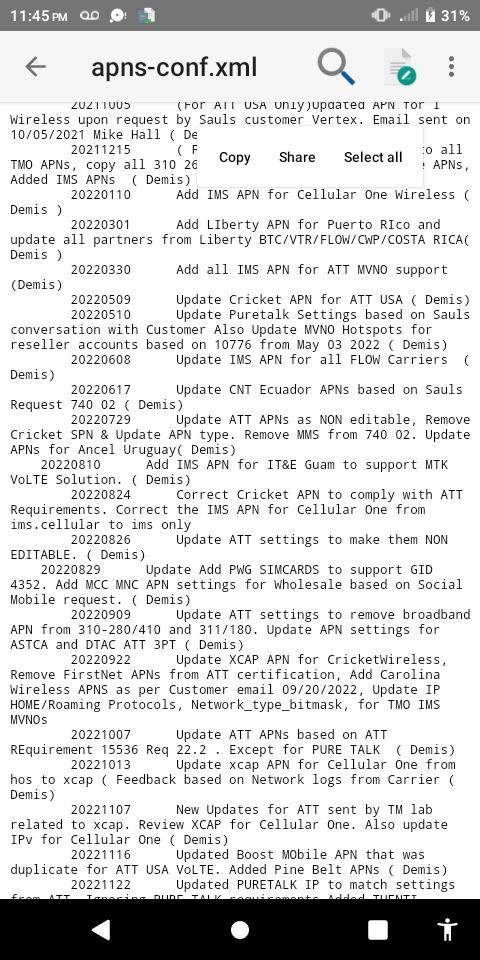 11:45 PM
31%
apns-conf.xml
20211005 (For ATT USA Only)Updated APN for
Wireless upon request by Sauls customer Vertex. Email sent on
10/05/2021 Mike Hall ( De
20211215 ( F o all
TMO APNs, copy all 310 26 e APNs,
Added IMS APNs ( Demis)
Copy Share Select all
20220110 Add IMS APN for Cellular One Wireless (
Demis )
20220301 Add LIberty APN for Puerto RIco and
update all partners from Liberty BTC/VTR/FLOW/CWP/COSTA RICA(
Demis )
20220330 Add all IMS APN for ATT MVNO support
(Demis)
20220509 Update Cricket APN for ATT USA ( Demis)
20220510 Update Puretalk Settings based on Sauls
conversation with Customer Also Update MVNO Hotspots for
reseller accounts based on 10776 from May 03 2022 ( Demis)
20220608 Update IMS APN for all FLOW Carriers (
Demis)
20220617 Update CNT Ecuador APNs based on Sauls
Request 740 02 ( Demis)
20220729 Update ATT APNs as NON editable, Remove
Cricket SPN & Update APN type. Remove MMS from 740 02. Update
APNs for Ancel Uruguay( Demis)
20220810 Add IMS APN for IT&E Guam to support MTK
VoLTE Solution. ( Demis)
20220824 Correct Cricket APN to comply with ATT
Requirements. Correct the IMS APN for Cellular One from
ims.cellular to ims only
20220826 Update ATT settings to make them NON
EDITABLE. ( Demis)
20220829 Update Add PWG SIMCARDS to support GID
4352. Add MCC MNC APN settings for Wholesale based on Social
Mobile request. ( Demis)
20220909 Update ATT settings to remove broadband
APN from 310-280/410 and 311/180. Update APN settings for
ASTCA and DTAC ATT 3PT ( Demis)
20220922 Update XCAP APN for CricketWireless,
Remove FirstNet APNs from ATT certification, Add Carolina
Wireless APNS as per Customer email 09/20/2022, Update IP
HOME/Roaming Protocols, Network_type_bitmask, for TMO IMS
MVNOs
20221007 Update ATT APNs based on ATT
REquirement 15536 Req 22.2 . Except for PURE TALK ( Demis)
20221013 Update xcap APN for Cellular One from
hos to xcap ( Feedback based on Network logs from Carrier (
Demis)
20221107 New Updates for ATT sent by TM lab
related to xcap. Review XCAP for Cellular One. Also update
IPv for Cellular One ( Demis)
20221116 Updated Boost MObile APN that was
duplicate for ATT USA VoLTE. Added Pine Belt APNs ( Demis)
20221122 Updated PURETALK IP to match settings
from ATT. Ignoring PURE TALK requirements Added THENTI